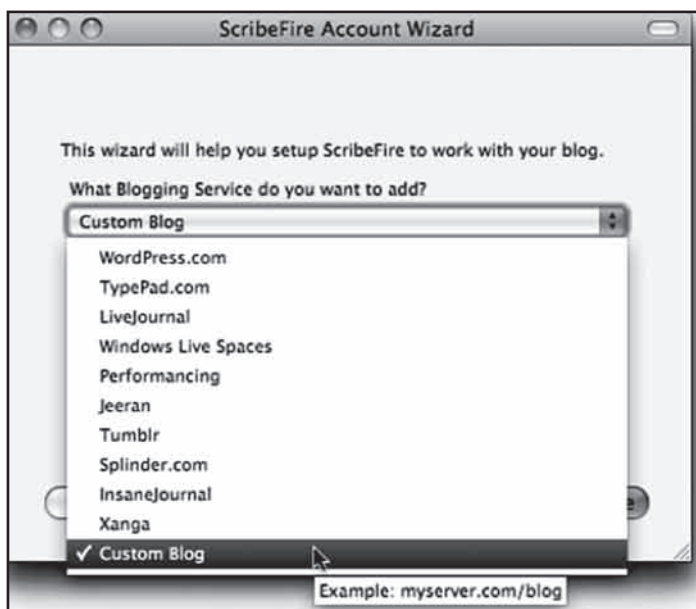 ScribeFire Account Wizard
This wizard will help you setup ScribeFire to work with your blog.
What Blogging Service do you want to add?
Custom Blog
WordPress.com
TypePad.com
LiveJournal
Windows Live Spaces
Performancing
Jeeran
Tumblr
Splinder.com
InsaneJournal
Xanga
✓ Custom Blog
Example: myserver.com/blog